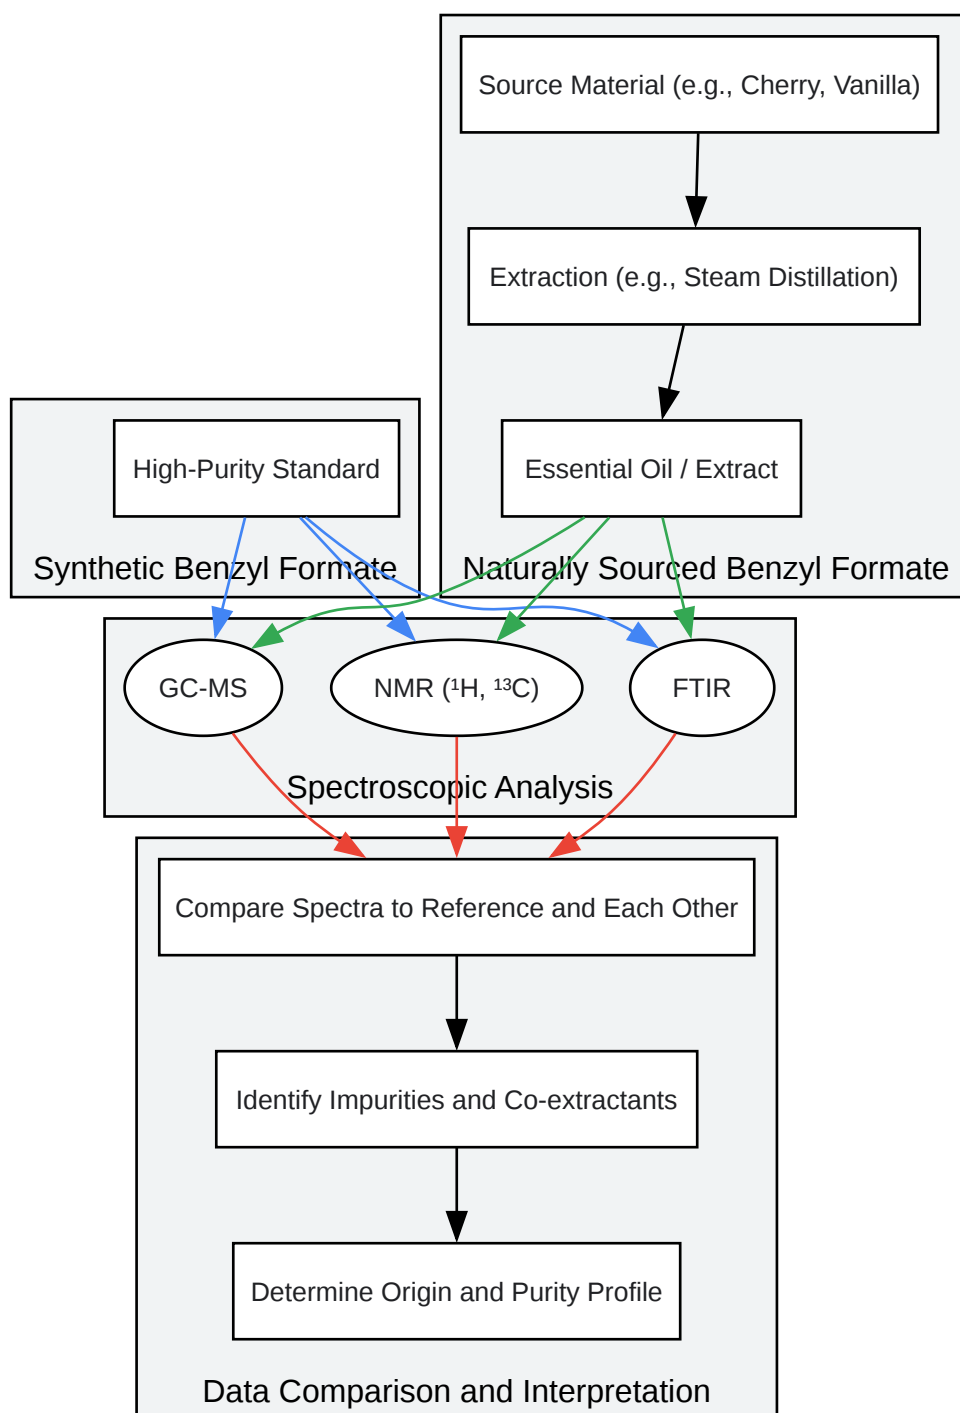 Source Material (e.g., Cherry, Vanilla)
Extraction (e.g., Steam Distillation)
High-Purity Standard
Essential Oil / Extract
Synthetic Benzyl Formate
Naturally Sourced Benzyl Formate
GC-MS
NMR (¹H, ¹³C)
FTIR
Spectroscopic Analysis
Compare Spectra to Reference and Each Other
Identify Impurities and Co-extractants
Determine Origin and Purity Profile
Data Comparison and Interpretation